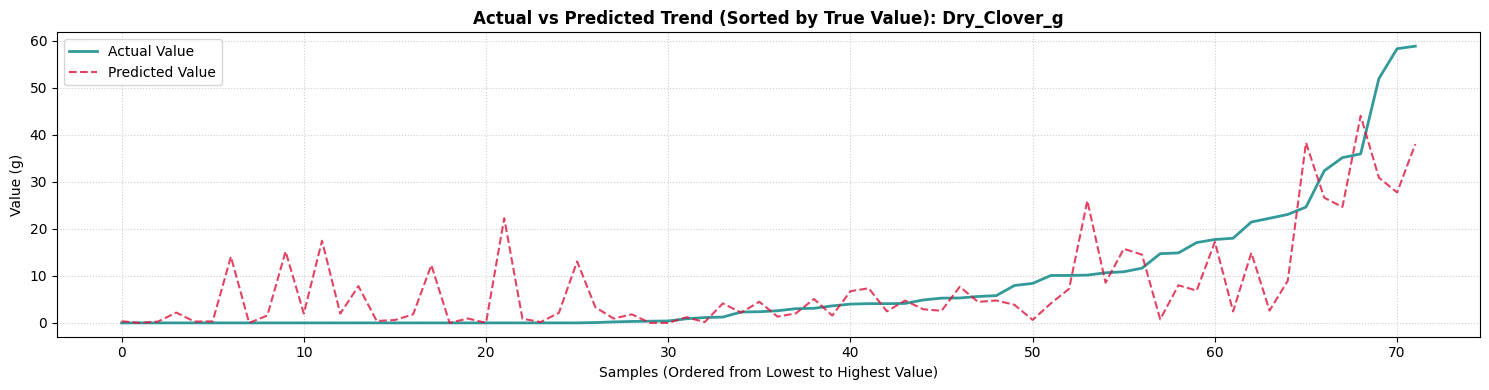 Actual vs Predicted Trend (Sorted by True Value): Dry_Clover_g
Actual Value
Predicted Value
Value (g)
60
50
40
30
20
10
0
0 10 20 30 40 50 60 70
Samples (Ordered from Lowest to Highest Value)